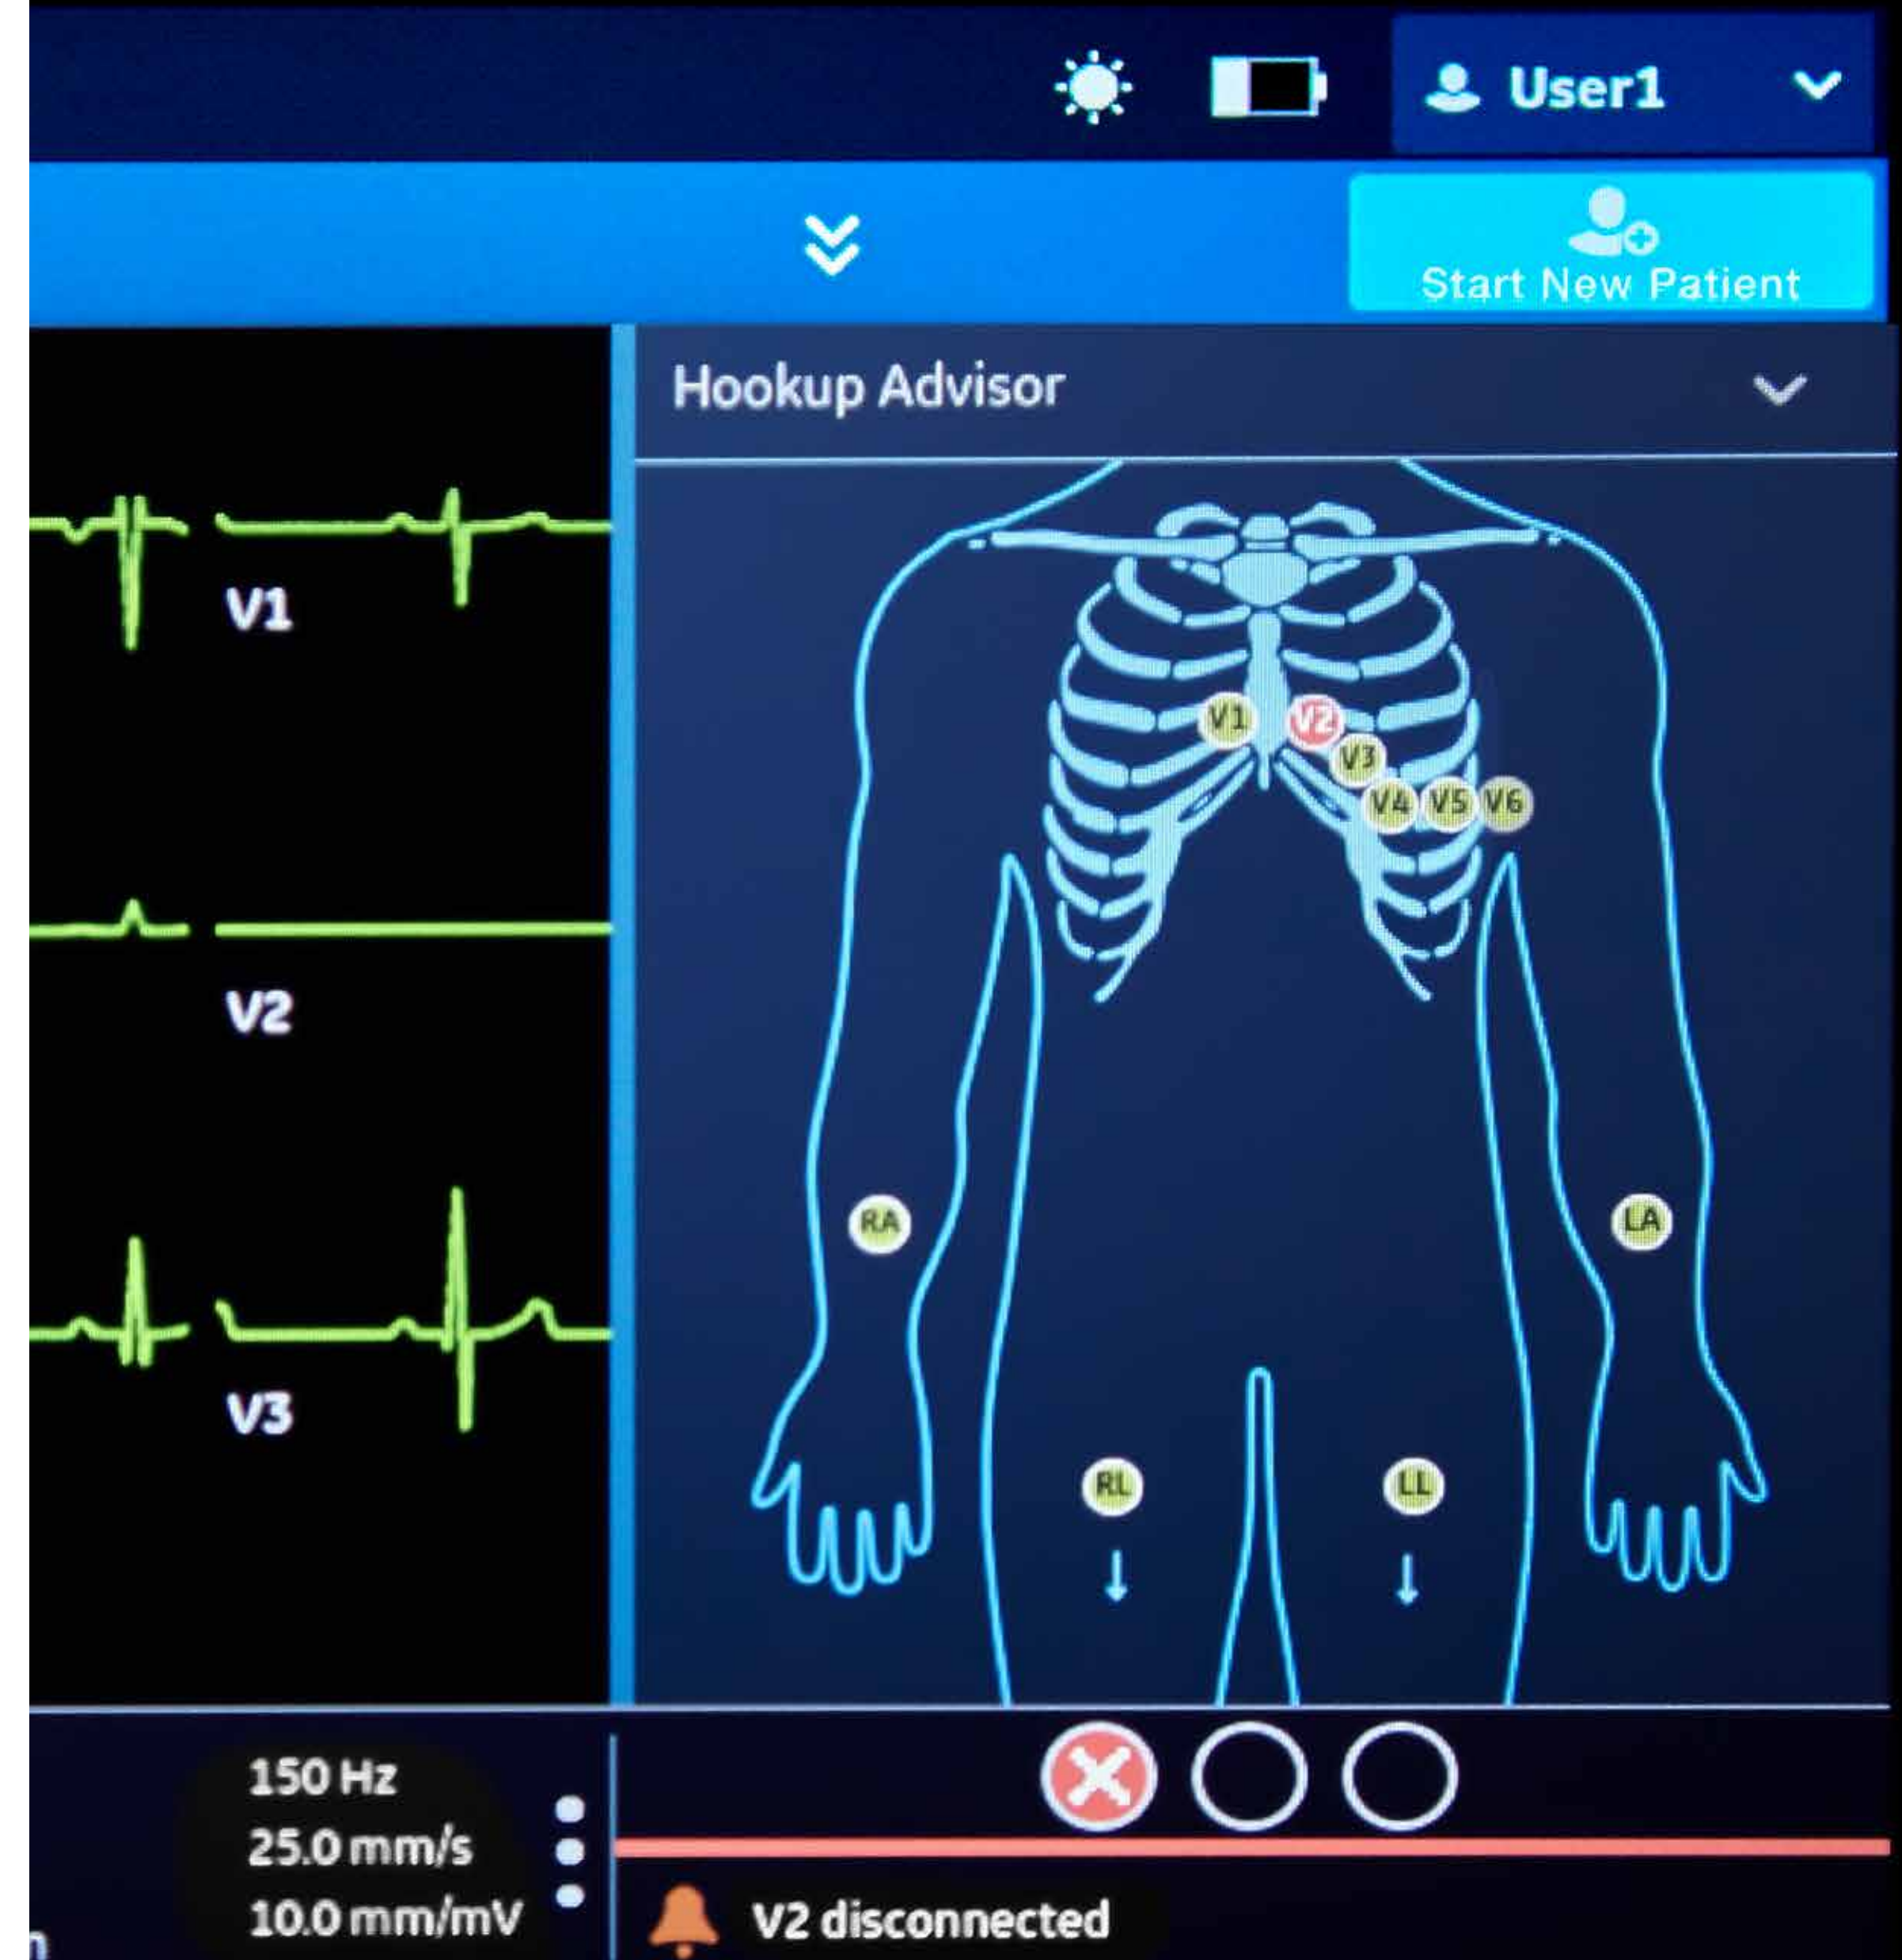 User1
Start New Patient
Hookup Advisor
V1
V2
V3
V1
V2
V3
V4
V5
V6
RA
LA
RL
LL
150 Hz
25.0 mm/s
10.0 mm/mV
V2 disconnected